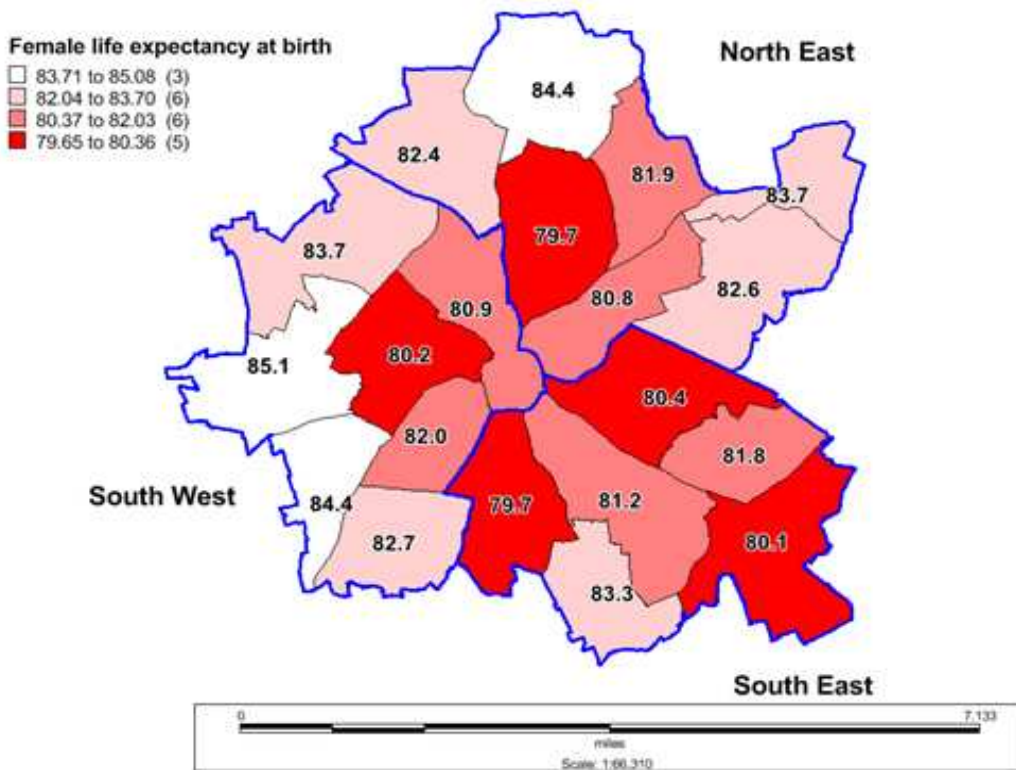 Female life expectancy at birth
83.71 to 85.08 (3)
82.04 to 83.70 (6)
80.37 to 82.03 (6)
79.65 to 80.36 (5)
North East
84.4
82.4
81.9
83.7
79.7
83.7
82.6
80.8
80.9
80.2
85.1
80.4
82.0
81.8
South West
84.4
79.7
81.2
82.7
80.1
83.3
South East
0 7.133
miles
Scale: 1:66.310